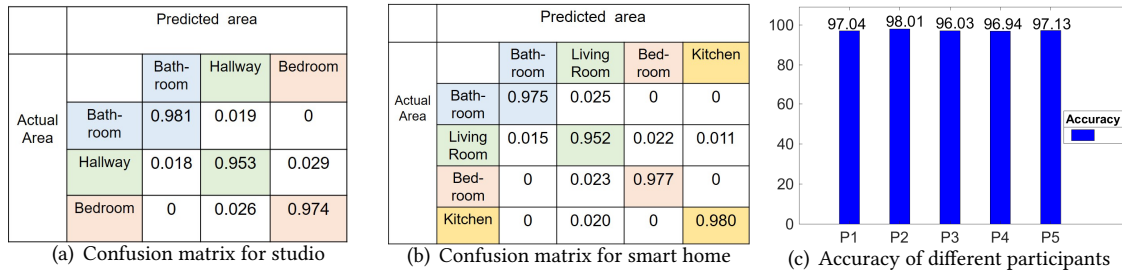 Predicted area
Bath-
room
Hallway
Bedroom
Actual
Area
Bath-
room
0.981
0.019
0
Hallway
0.018
0.953
0.029
Bedroom
0
0.026
0.974
(a) Confusion matrix for studio
Predicted area
Bath-
room
Living
Room
Bed-
room
Kitchen
Actual
Area
Bath-
room
0.975
0.025
0
0
Living
Room
0.015
0.952
0.022
0.011
Bed-
room
0
0.023
0.977
0
Kitchen
0
0.020
0
0.980
(b) Confusion matrix for smart home
100
80
60
40
20
0
97.04
98.01
96.03
96.94
97.13
P1
P2
P3
P4
P5
Accuracy
(c) Accuracy of different participants